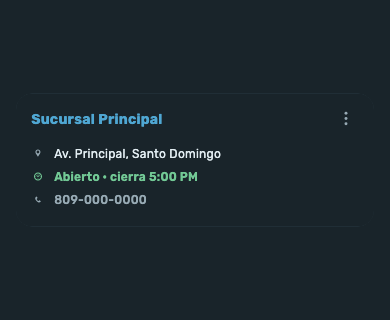 Sucursal Principal
Av. Principal, Santo Domingo
Abierto • cierra 5:00 PM
809-000-0000